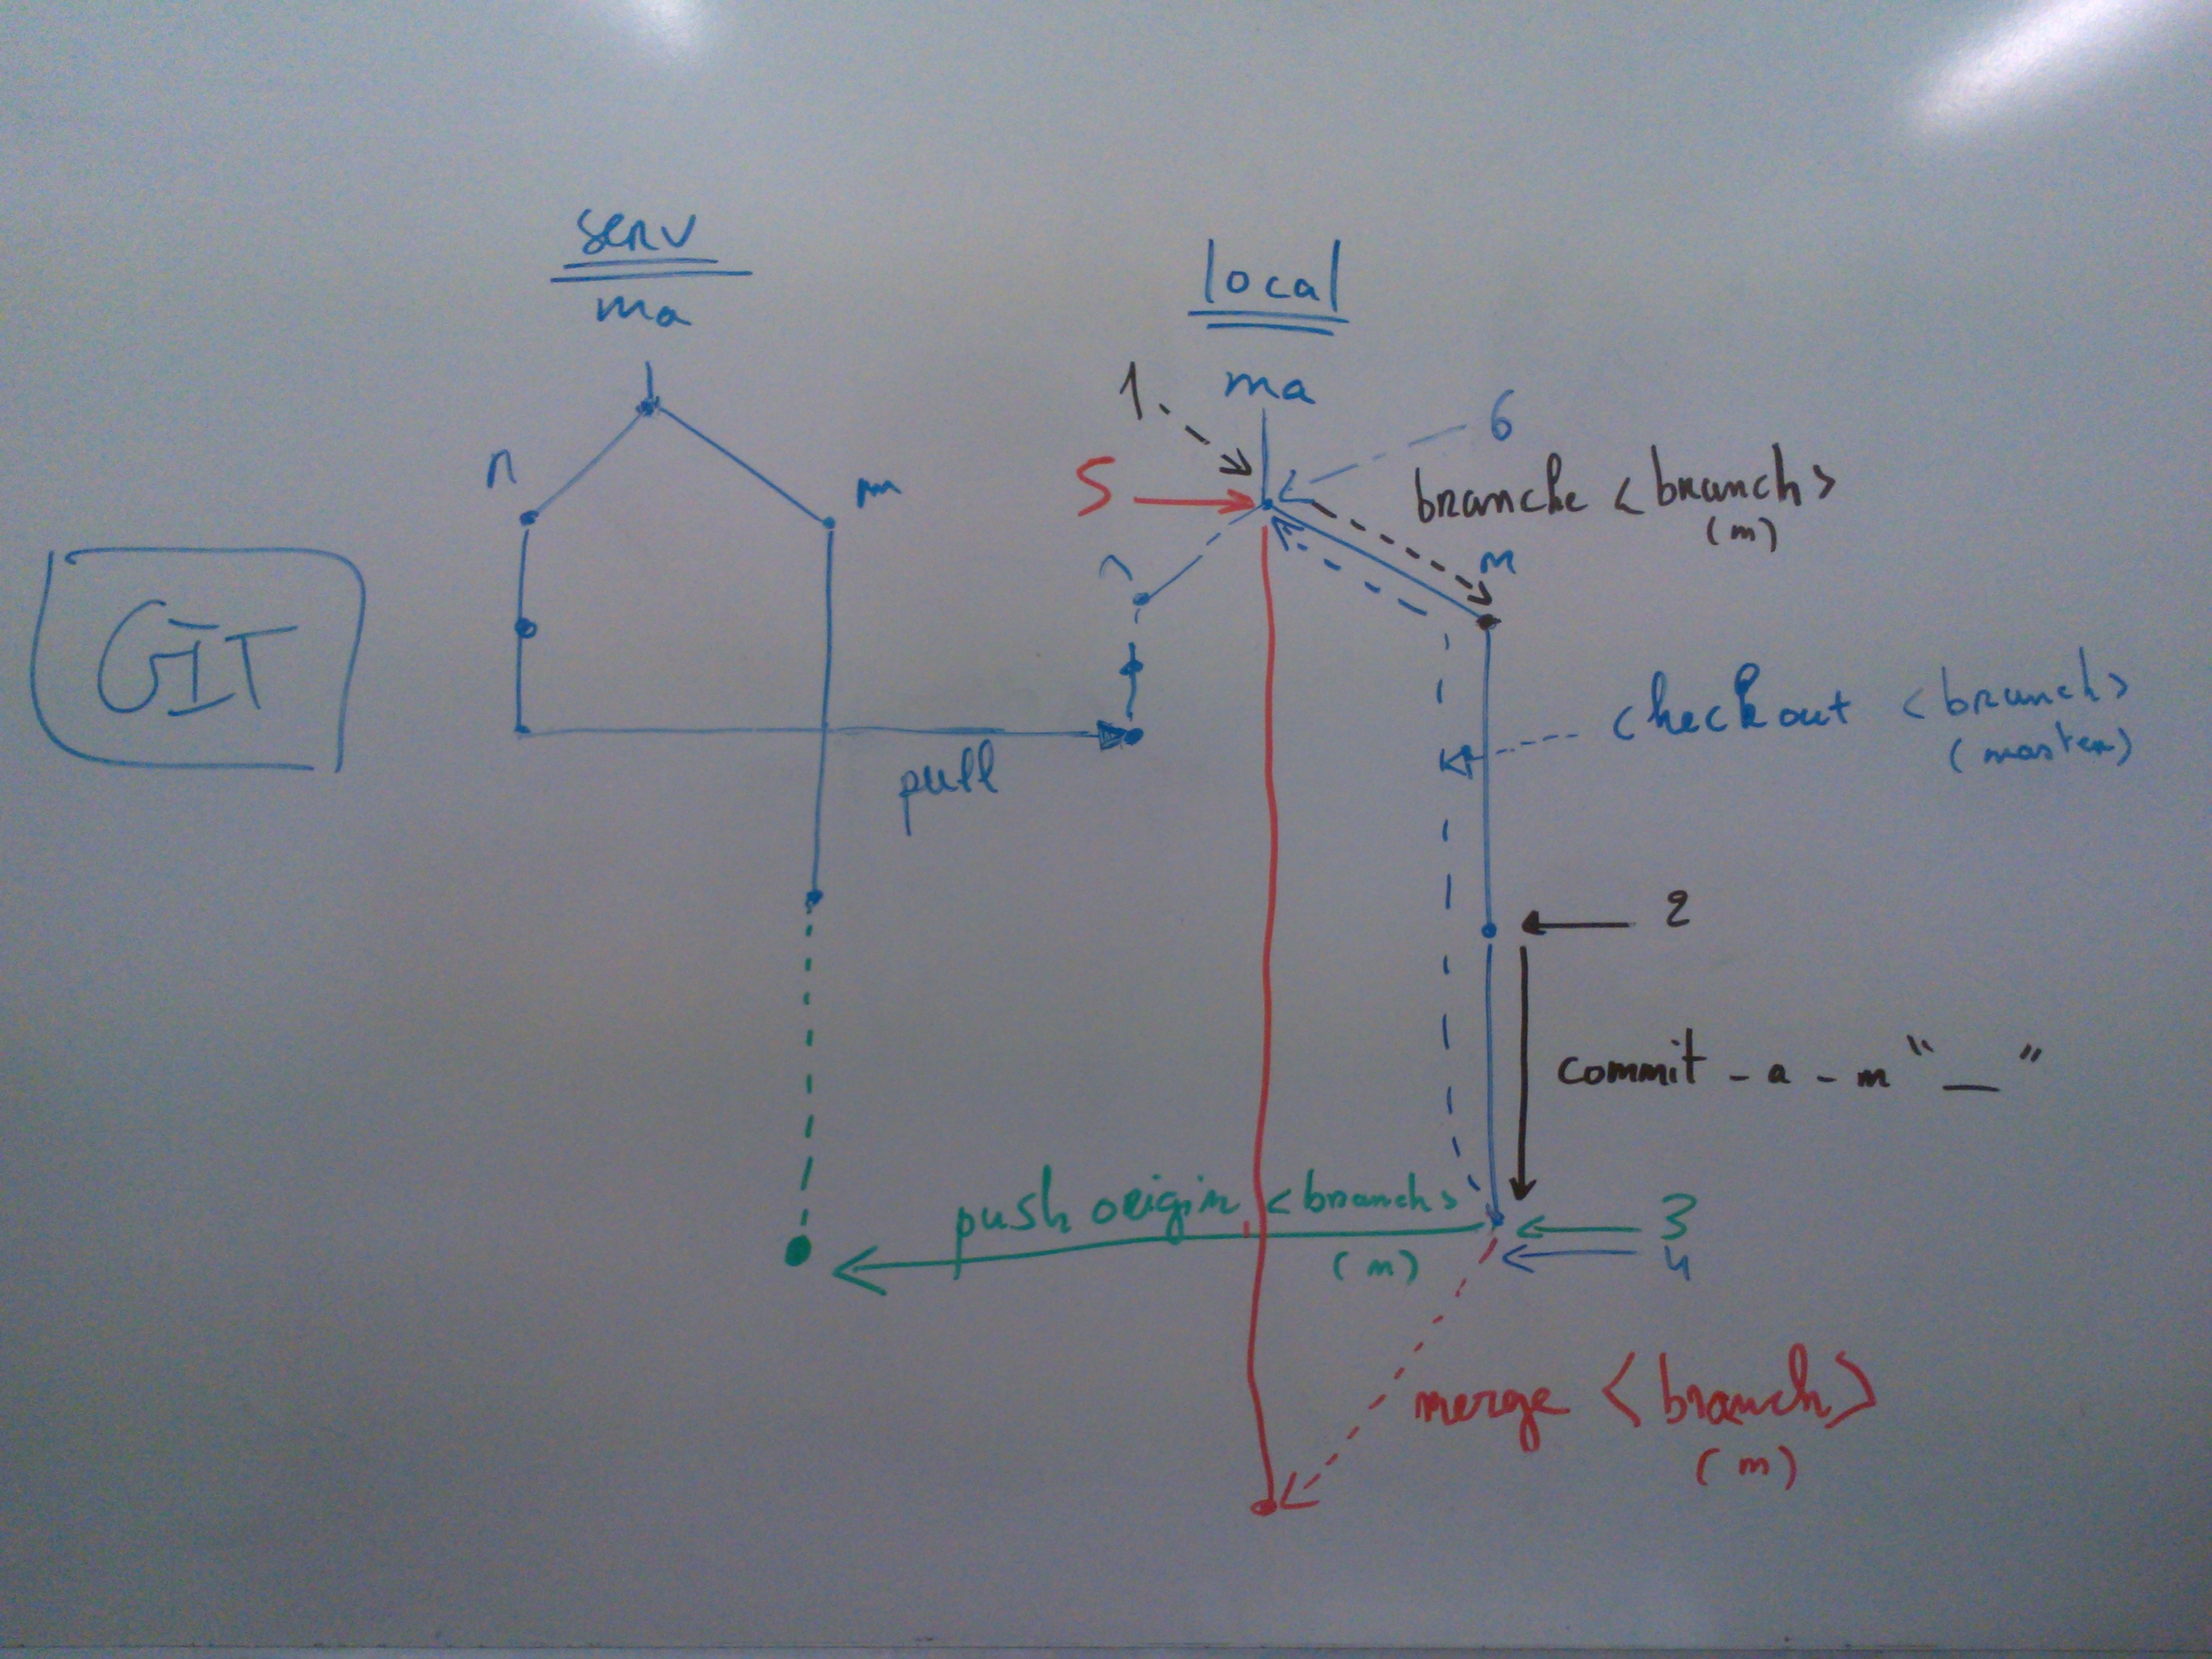 GIT
serv
ma
n
m
pull
local
ma
1
5
6
branche <branch>
(m)
m
checkout <branch>
(master)
2
commit -a -m "__"
push origin <branch>
(m)
3
4
merge <branch>
(m)